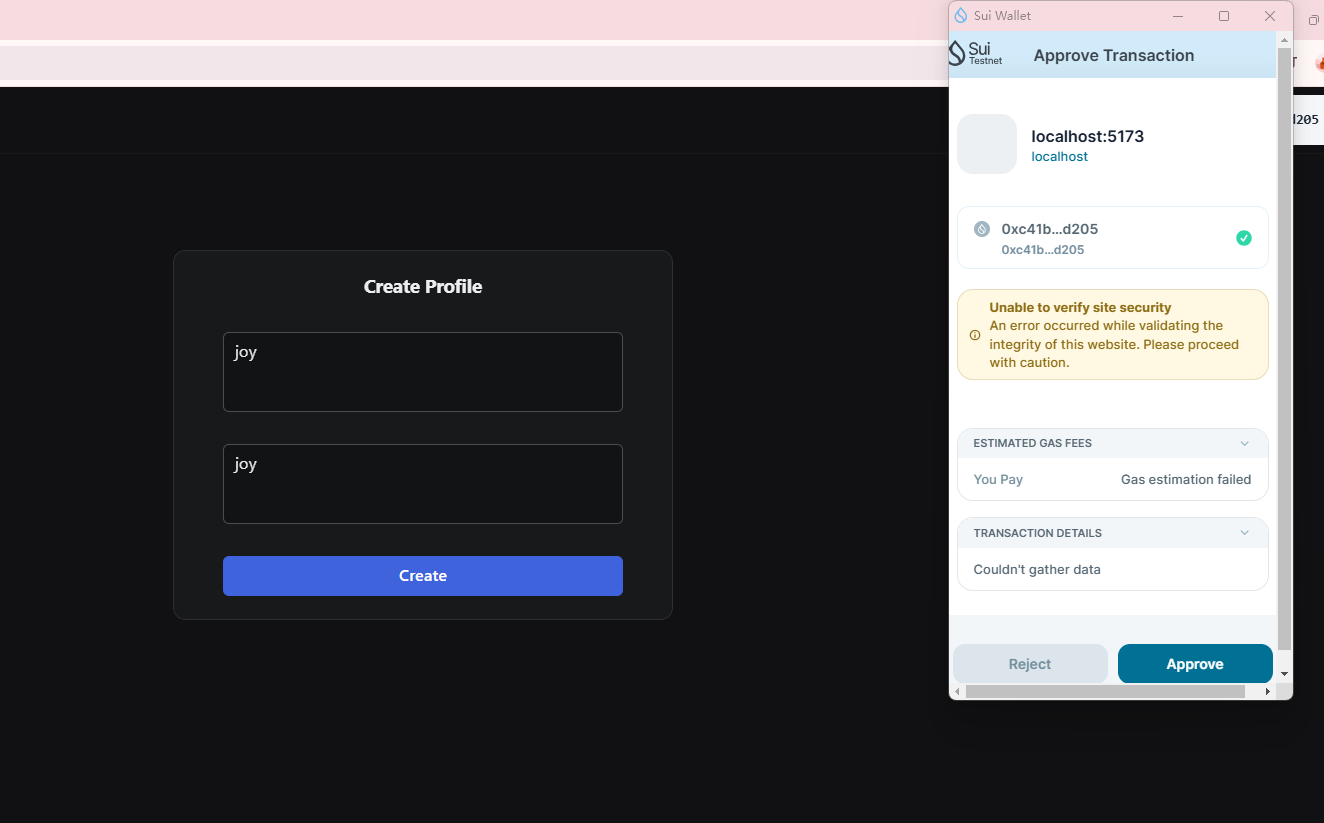 Sui Wallet
Sui
Testnet
Approve Transaction
localhost:5173
localhost
d205
0xc41b...d205
0xc41b...d205
Unable to verify site security
An error occurred while validating the
integrity of this website. Please proceed
with caution.
ESTIMATED GAS FEES
You Pay
Gas estimation failed
TRANSACTION DETAILS
Couldn't gather data
Reject
Approve
Create Profile
joy
joy
Create